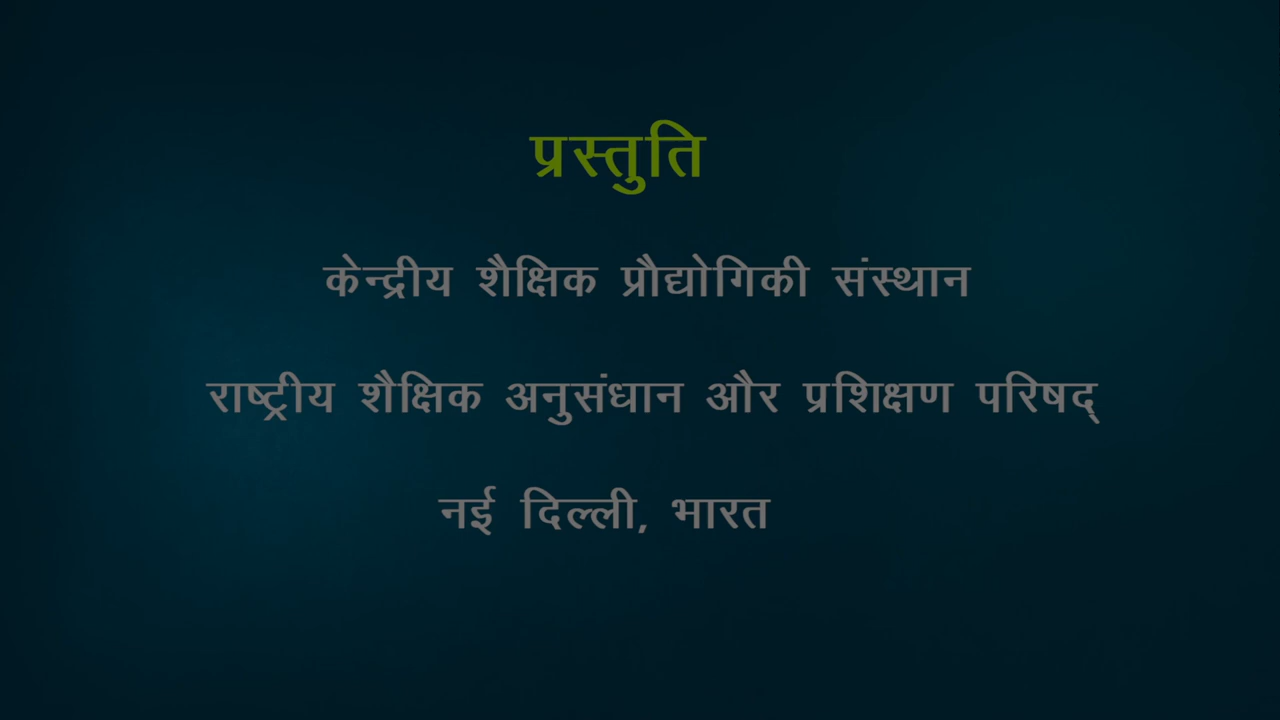 प्रस्तुति
केन्द्रीय शैक्षिक प्रौद्योगिकी संस्थान
राष्ट्रीय शैक्षिक अनुसंधान और प्रशिक्षण परिषद्
नई दिल्ली, भारत